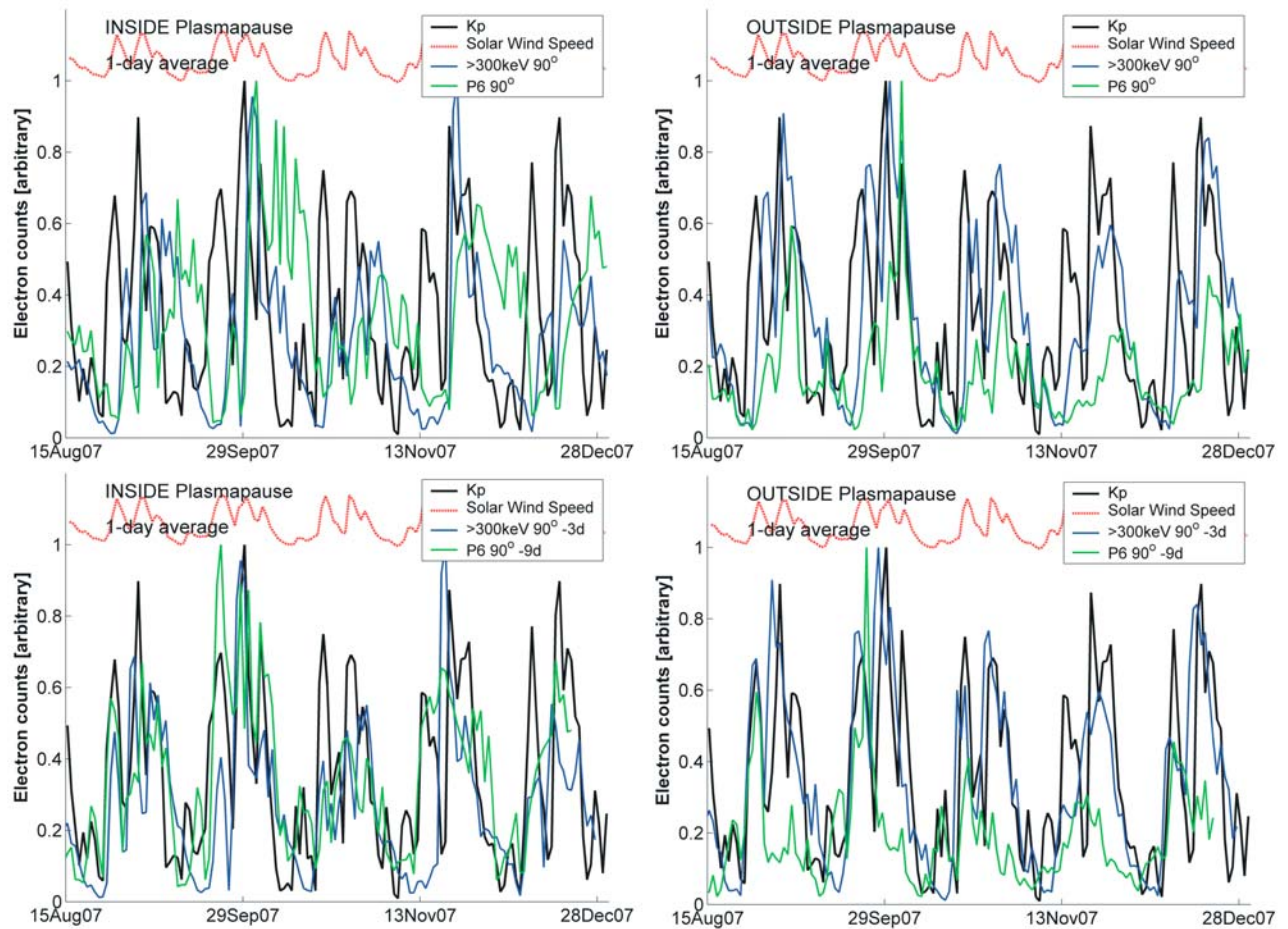 INSIDE Plasmapause
1-day average
Kp
Solar Wind Speed
>300keV 90°
P6 90°
Electron counts [arbitrary]
1
0.8
0.6
0.4
0.2
0
15Aug07 29Sep07 13Nov07 28Dec07
OUTSIDE Plasmapause
1-day average
Kp
Solar Wind Speed
>300keV 90°
P6 90°
Electron counts [arbitrary]
1
0.8
0.6
0.4
0.2
0
15Aug07 29Sep07 13Nov07 28Dec07
INSIDE Plasmapause
1-day average
Kp
Solar Wind Speed
>300keV 90° -3d
P6 90° -9d
Electron counts [arbitrary]
1
0.8
0.6
0.4
0.2
0
15Aug07 29Sep07 13Nov07 28Dec07
OUTSIDE Plasmapause
1-day average
Kp
Solar Wind Speed
>300keV 90° -3d
P6 90° -9d
Electron counts [arbitrary]
1
0.8
0.6
0.4
0.2
0
15Aug07 29Sep07 13Nov07 28Dec07